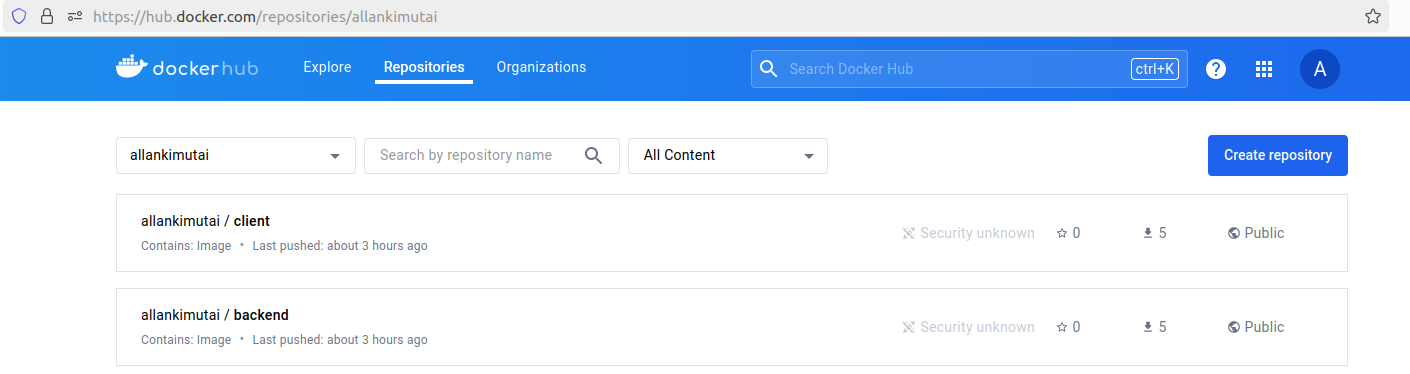 https://hub.docker.com/repositories/allankimutai
dockerhub Explore Repositories Organizations Search Docker Hub ctrl+K ? A
allankimutai Search by repository name All Content Create repository
allankimutai / client
Security unknown 0 5 Public
Contains: Image • Last pushed: about 3 hours ago
allankimutai / backend
Security unknown 0 5 Public
Contains: Image • Last pushed: about 3 hours ago